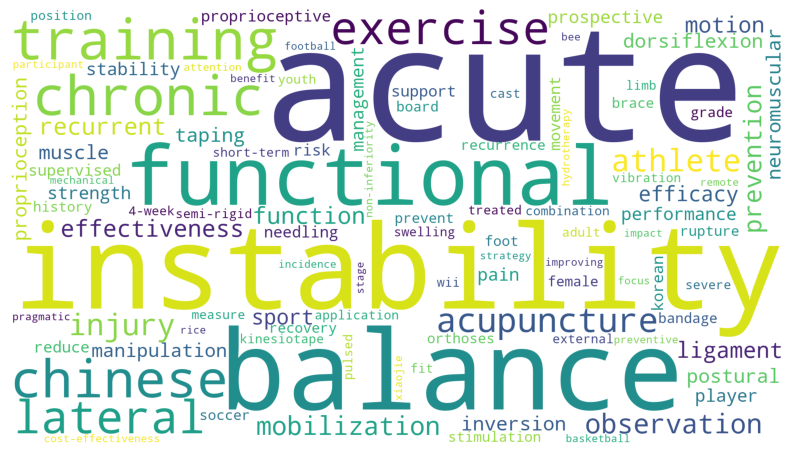 position
proprioceptive
exercise
prospective
motion
training
football
bee
dorsiflexion
participant
stability
attention
acute
benefit
youth
management
support
board
cast
movement
limb
brace
grade
neuromuscular
chronic
proprioception
recurrent
taping
muscle
short-term
risk
recurrence
hydrotherapy
athlete
prevention
supervised
mechanical
strength
functional
non-inferiority
vibration
remote
efficacy
history
4-week
semi-rigid
function
prevent
treated
combination
performance
effectiveness
needling
swelling
adult
impact
rupture
instability
foot
strategy
incidence
stage
pain
improving
wii
female
focus
korean
severe
pragmatic
injury
rice
measure
sport
application
recovery
acupuncture
bandage
reduce
manipulation
kinesiotape
pulsed
orthoses
external
preventive
ligament
chinese
balance
xiaojie
fit
postural
player
lateral
soccer
mobilization
inversion
observation
cost-effectiveness
stimulation
basketball